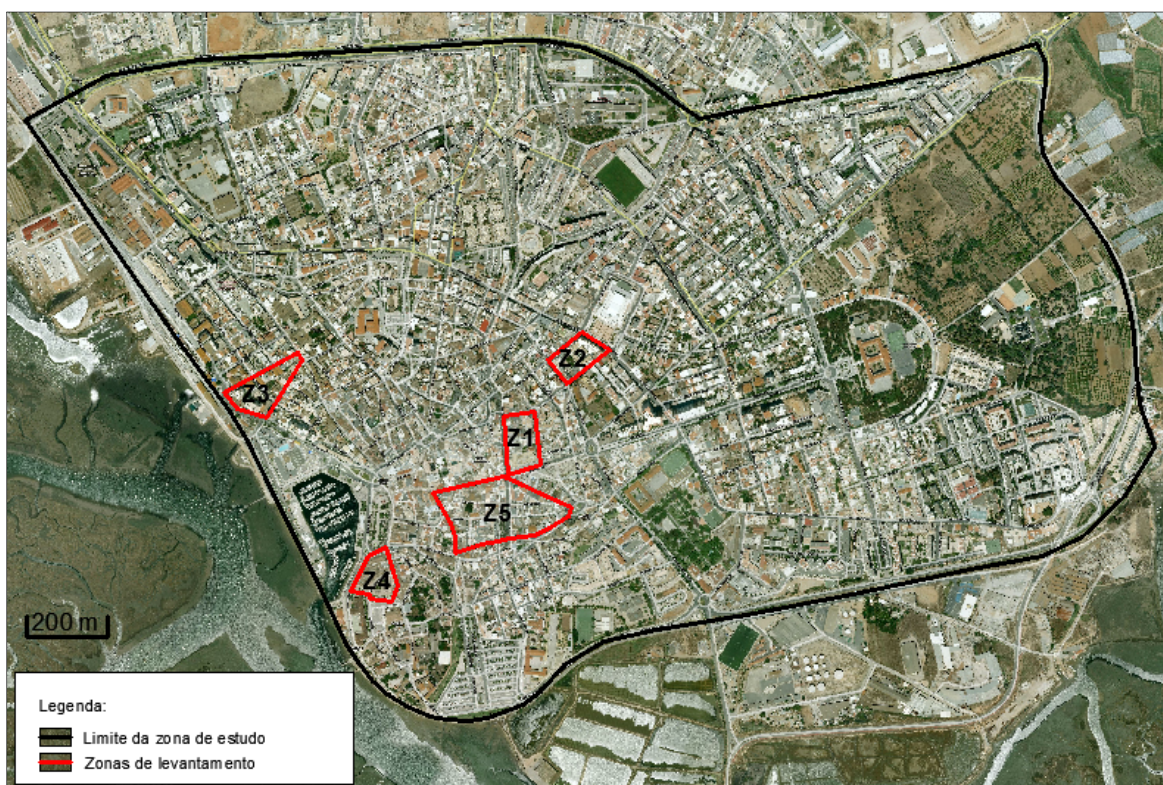 Z2
Z3
Z1
Z5
Z4
200 m
Legenda:
Limite da zona de estudo
Zonas de levantamento